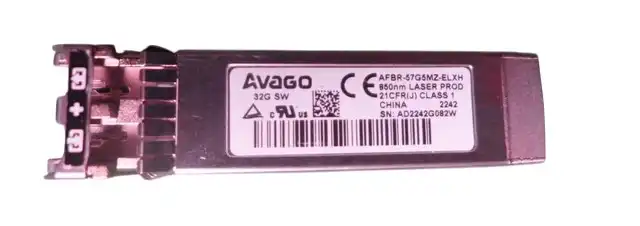 AVAGO
32G SW
AFBR-57G5MZ-ELXH
850nm LASER PROD
21CFR(J) CLASS 1
CHINA 2242
SN: AD2242G082W